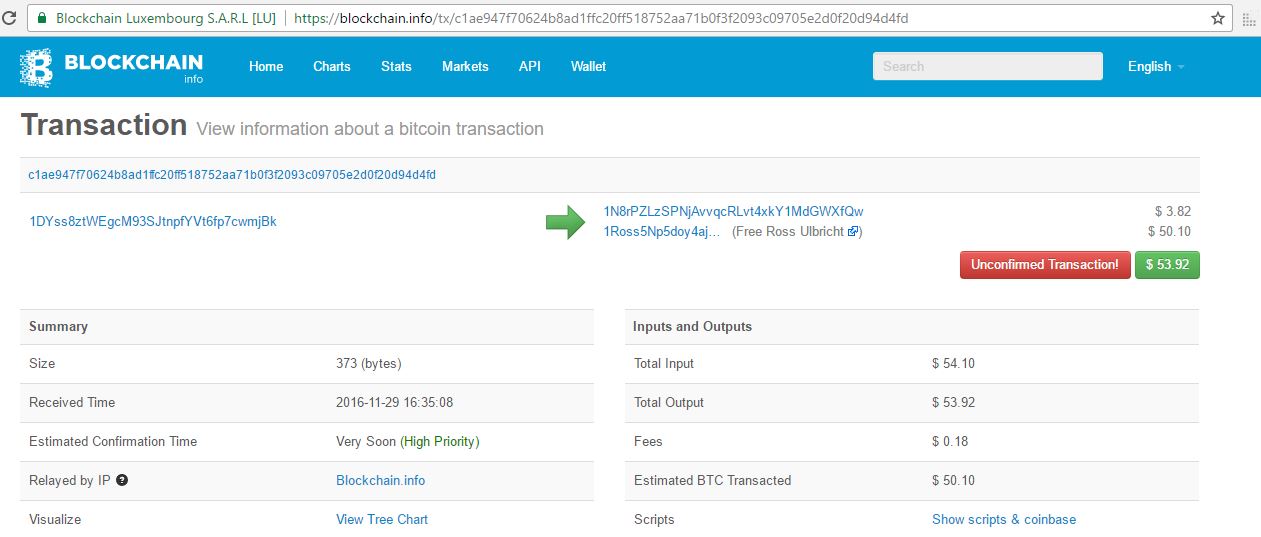 Blockchain Luxembourg S.A.R.L [LU] https://blockchain.info/tx/c1ae947f70624b8ad1ffc20ff518752aa71b0f3f2093c09705e2d0f20d94d4fd
BLOCKCHAIN info Home Charts Stats Markets API Wallet Search English
Transaction View information about a bitcoin transaction
c1ae947f70624b8ad1ffc20ff518752aa71b0f3f2093c09705e2d0f20d94d4fd
1DYss8ztWEgcM93SJtnpfYVt6fp7cwmjBk
1N8rPZLzSPNjAvvqcRLvt4xkY1MdGWXfQw $ 3.82
1Ross5Np5doy4aj... (Free Ross Ulbricht) $ 50.10
Unconfirmed Transaction! $ 53.92
Summary
Size 373 (bytes)
Received Time 2016-11-29 16:35:08
Estimated Confirmation Time Very Soon (High Priority)
Relayed by IP ? Blockchain.info
Visualize View Tree Chart
Inputs and Outputs
Total Input $ 54.10
Total Output $ 53.92
Fees $ 0.18
Estimated BTC Transacted $ 50.10
Scripts Show scripts & coinbase